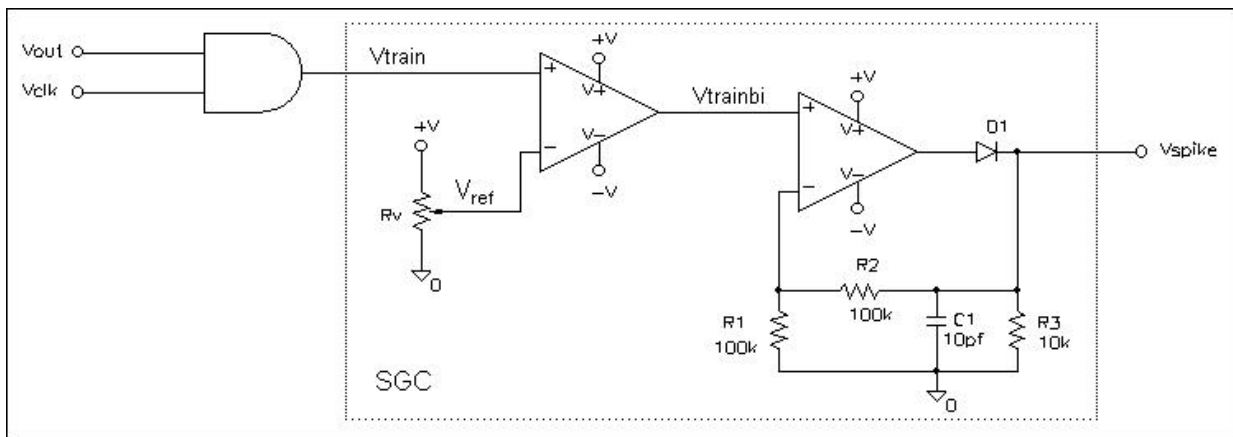 Vout
Vclk
Vtrain
+V
V+
V-
-V
+
-
+V
Rv
Vref
0
Vtrainbi
+V
V+
V-
-V
+
-
D1
Vspike
R2
100k
R1
100k
C1
10pf
R3
10k
0
SGC